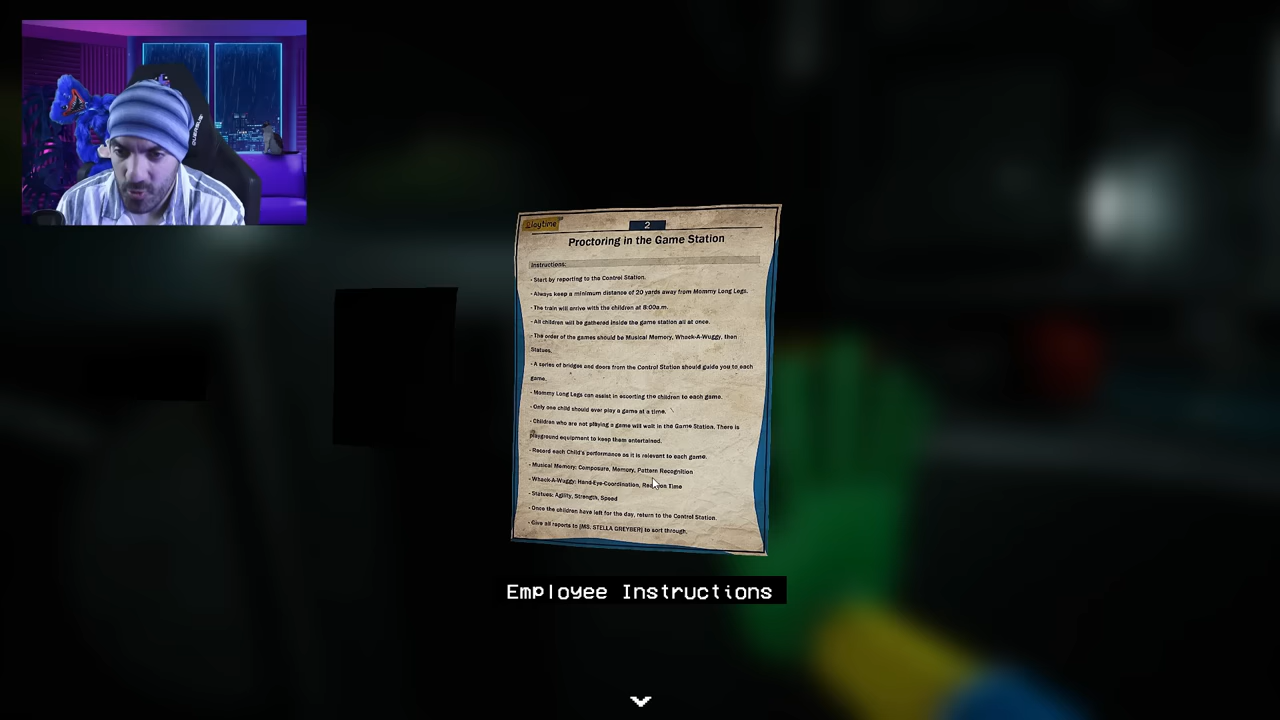 Playtime
2
Proctoring in the Game Station
Instructions:
- Start by reporting to the Control Station.
- Always keep a minimum distance of 20 yards away from Mommy Long Legs.
- The train will arrive with the children at 8:00a.m.
- All children will be gathered inside the game station all at once.
- The order of the games should be Musical Memory, Whack-A-Wuggy, then
Statues.
- A series of bridges and doors from the Control Station should guide you to each
game.
- Mommy Long Legs can assist in escorting the children to each game.
- Only one child should ever play a game at a time.
- Children who are not playing a game will wait in the Game Station. There is
playground equipment to keep them entertained.
- Record each Child's performance as it is relevant to each game.
- Musical Memory: Composure, Memory, Pattern Recognition
- Whack-A-Wuggy: Hand-Eye-Coordination, Reaction Time
- Statues: Agility, Strength, Speed
- Once the children have left for the day, return to the Control Station.
- Give all reports to [MS. STELLA GREYBER] to sort through.
Employee Instructions